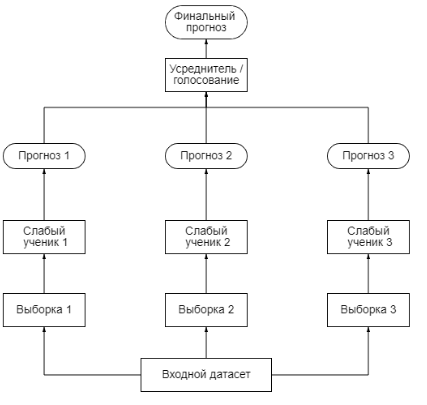 Финальный
прогноз
Усреднитель /
голосование
Прогноз 1
Прогноз 2
Прогноз 3
Слабый
ученик 1
Слабый
ученик 2
Слабый
ученик 3
Выборка 1
Выборка 2
Выборка 3
Входной датасет